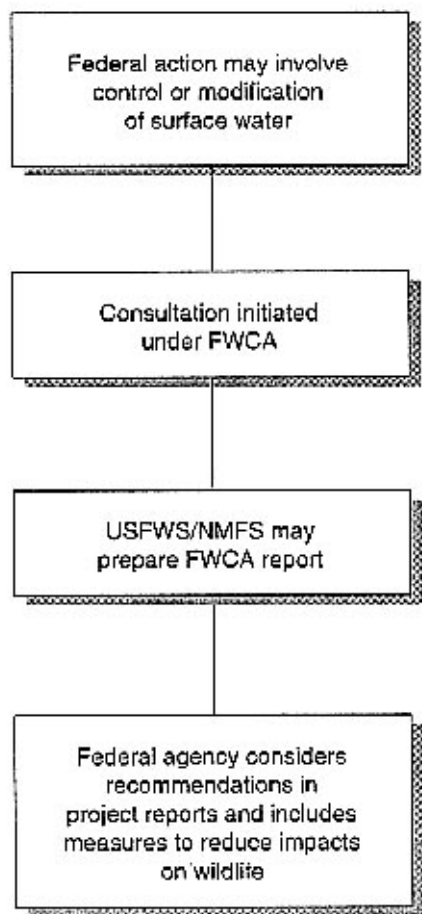 Federal action may involve
control or modification
of surface water
Consultation initiated
under FWCA
USFWS/NMFS may
prepare FWCA report
Federal agency considers
recommendations in
project reports and includes
measures to reduce impacts
on wildlife